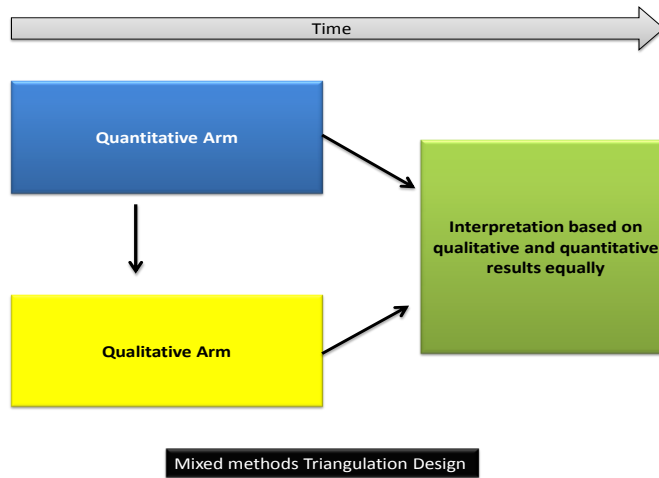 Time
Quantitative Arm
Interpretation based on
qualitative and quantitative
results equally
Qualitative Arm
Mixed methods Triangulation Design